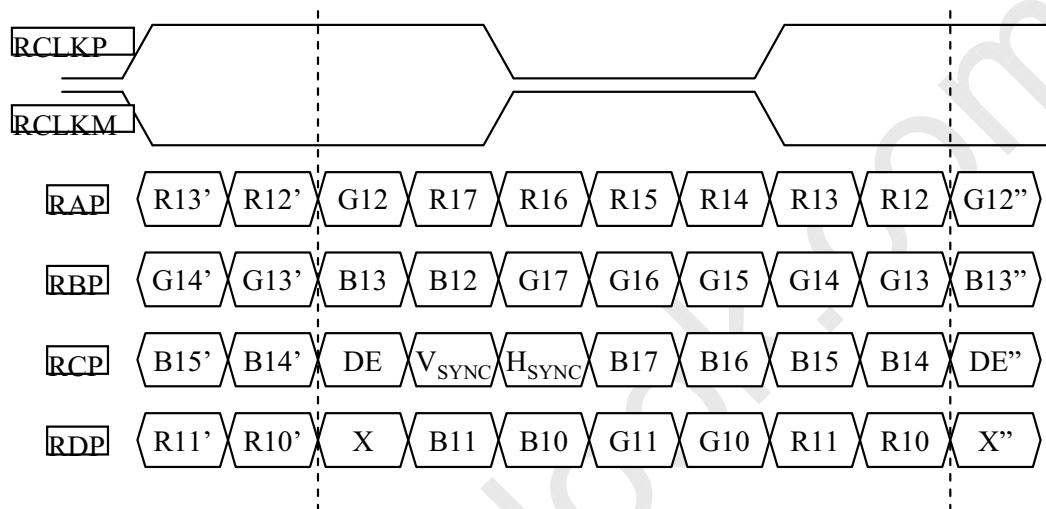 RCLKP
RCLKM
RAP R13’ R12’ G12 R17 R16 R15 R14 R13 R12 G12”
RBP G14’ G13’ B13 B12 G17 G16 G15 G14 G13 B13”
RCP B15’ B14’ DE VSYNC HSYNC B17 B16 B15 B14 DE”
RDP R11’ R10’ X B11 B10 G11 G10 R11 R10 X”